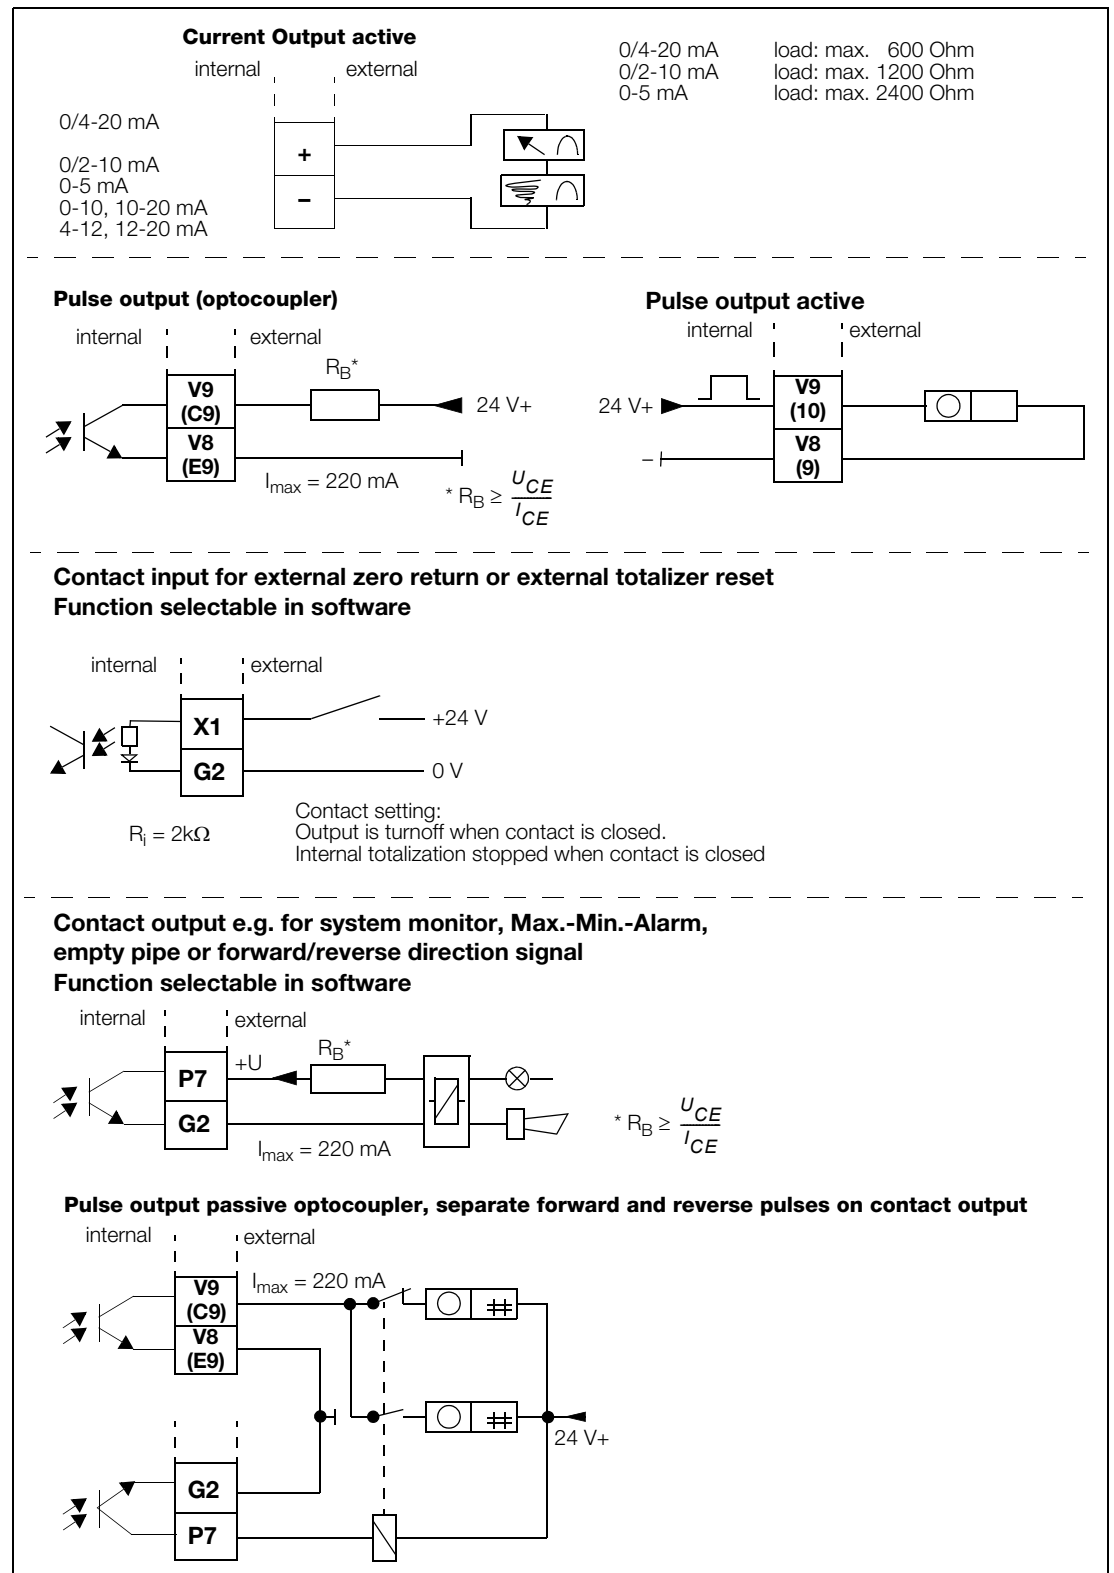 Current Output active
internal external
0/4-20 mA load: max. 600 Ohm
0/2-10 mA load: max. 1200 Ohm
0-5 mA load: max. 2400 Ohm
0/4-20 mA
0/2-10 mA
0-5 mA
0-10, 10-20 mA
4-12, 12-20 mA
+
–
Pulse output (optocoupler)
internal external
V9
(C9)
V8
(E9)
RB*
24 V+
Imax = 220 mA
* RB ≥ UCE
ICE
Pulse output active
internal external
24 V+
–
V9
(10)
V8
(9)
Contact input for external zero return or external totalizer reset
Function selectable in software
internal external
X1
G2
+24 V
0 V
Ri = 2kΩ
Contact setting:
Output is turnoff when contact is closed.
Internal totalization stopped when contact is closed
Contact output e.g. for system monitor, Max.-Min.-Alarm,
empty pipe or forward/reverse direction signal
Function selectable in software
internal external
P7
G2
+U
RB*
Imax = 220 mA
* RB ≥ UCE
ICE
Pulse output passive optocoupler, separate forward and reverse pulses on contact output
internal external
V9
(C9)
V8
(E9)
Imax = 220 mA
24 V+
G2
P7